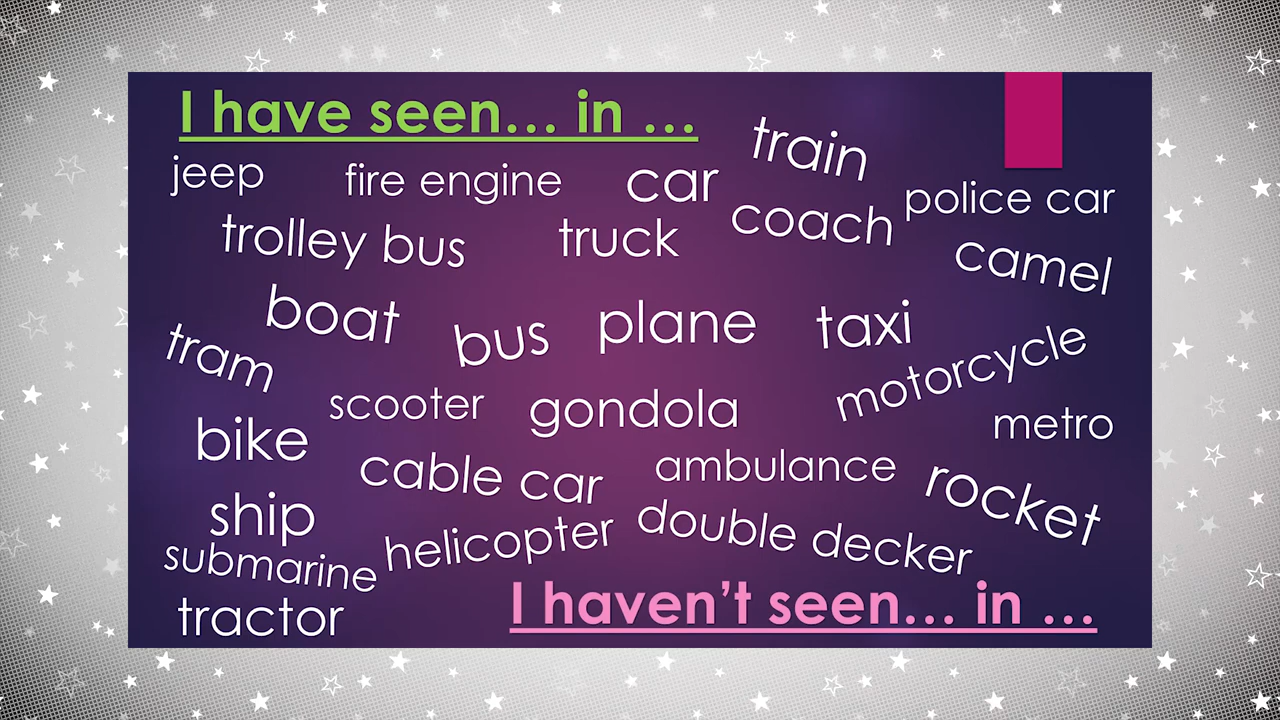 I have seen… in …
train
jeep fire engine car police car
trolley bus truck coach camel
boat bus plane taxi
tram scooter gondola motorcycle
bike metro
cable car ambulance rocket
ship
submarine helicopter double decker
tractor I haven’t seen… in …